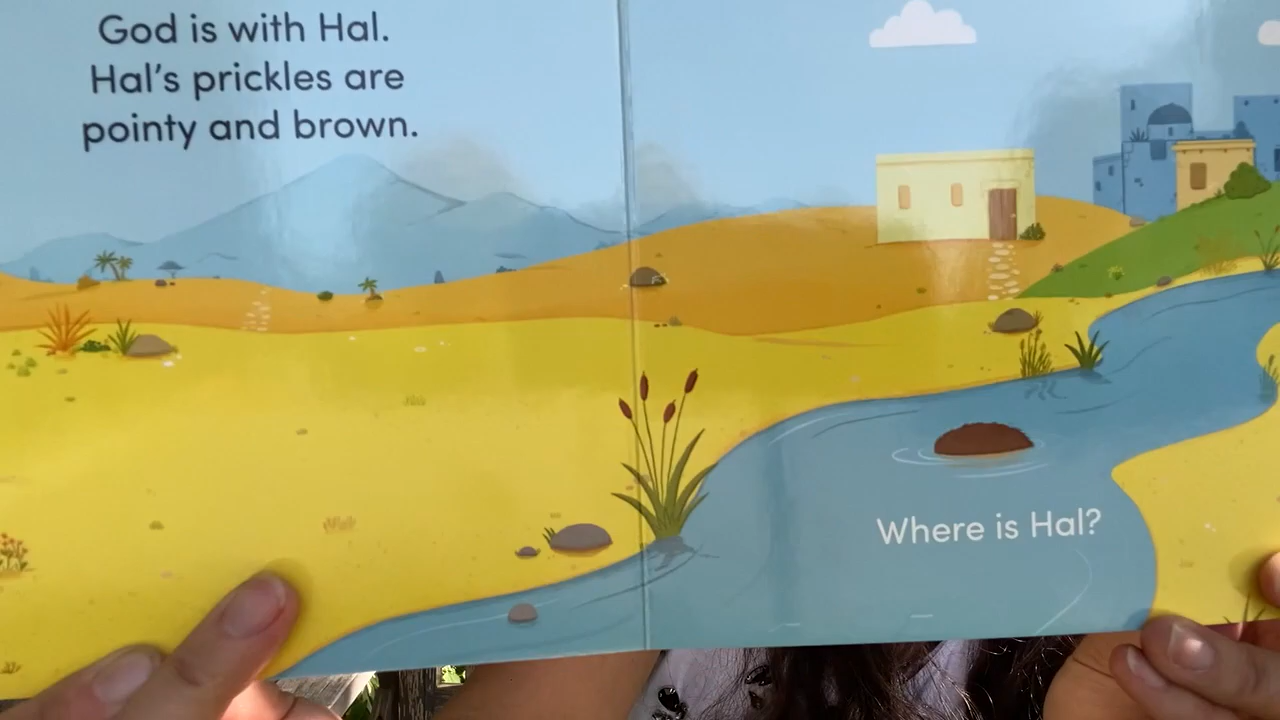 God is with Hal.
Hal's prickles are
pointy and brown.
Where is Hal?